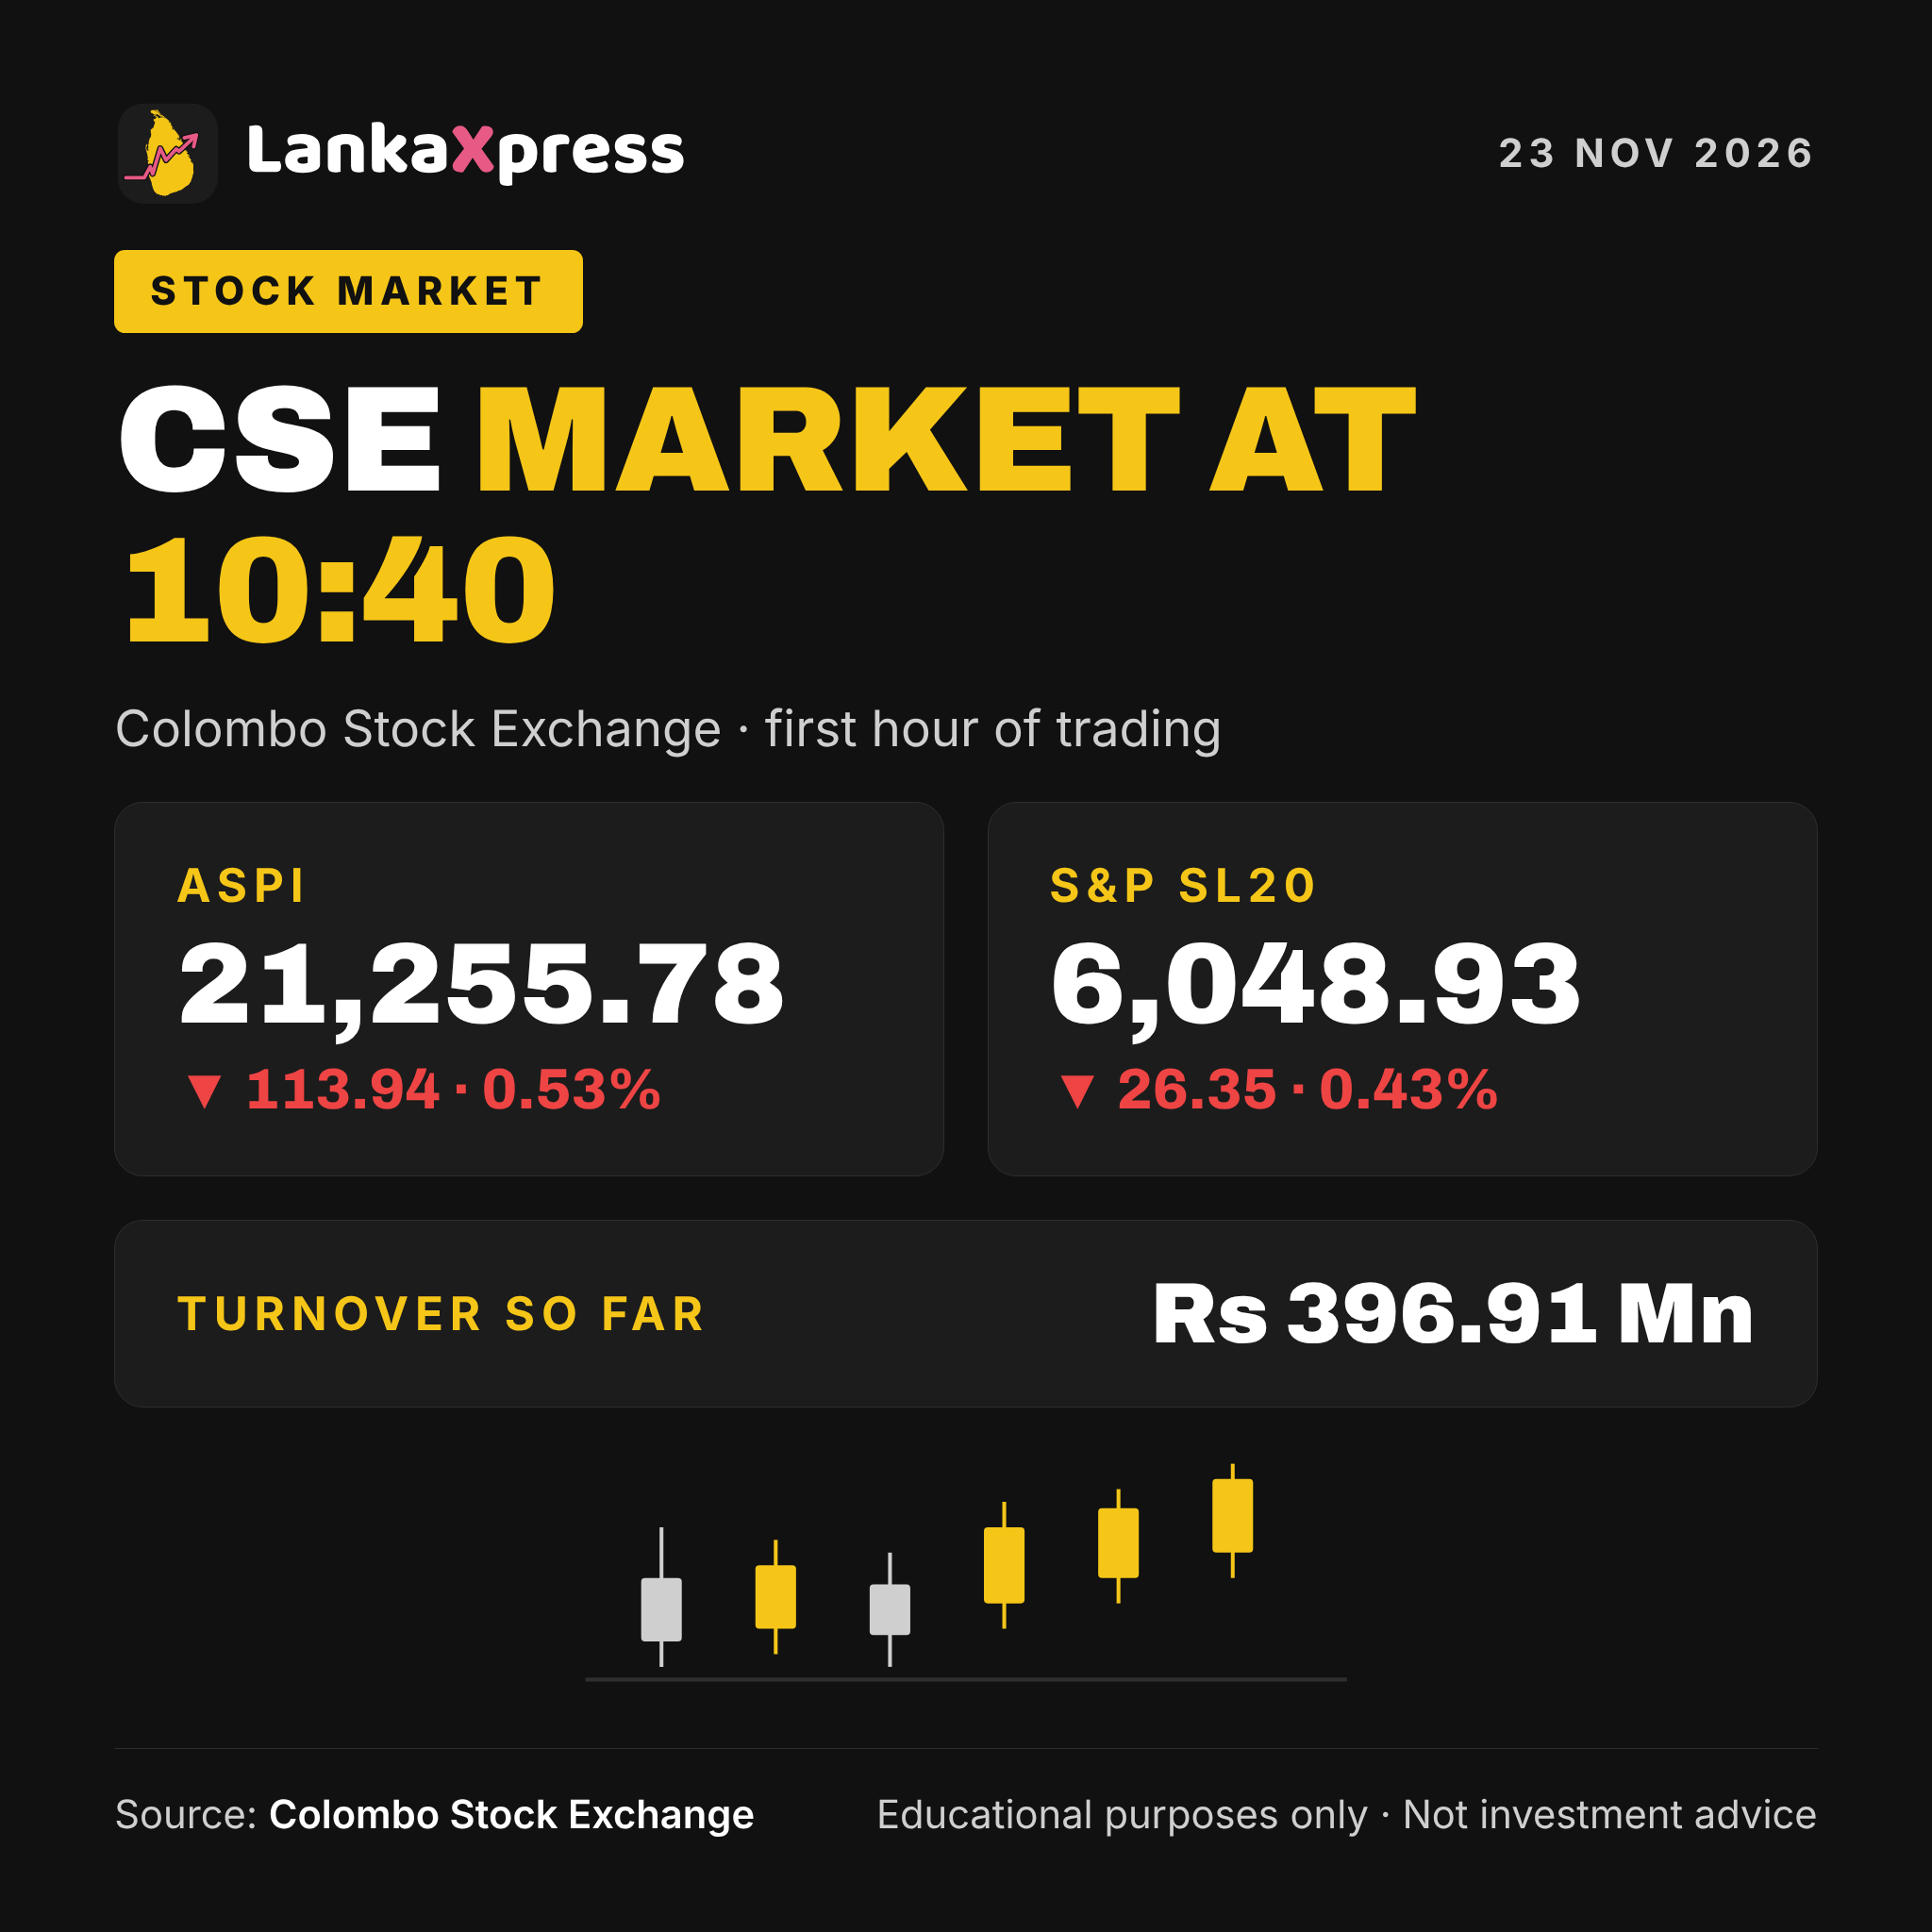 LankaXpress
23 NOV 2026
STOCK MARKET
CSE MARKET AT
10:40
Colombo Stock Exchange · first hour of trading
ASPI
21,255.78
▼ 113.94 · 0.53%
S&P SL20
6,048.93
▼ 26.35 · 0.43%
TURNOVER SO FAR
Rs 396.91 Mn
Source: Colombo Stock Exchange
Educational purposes only · Not investment advice